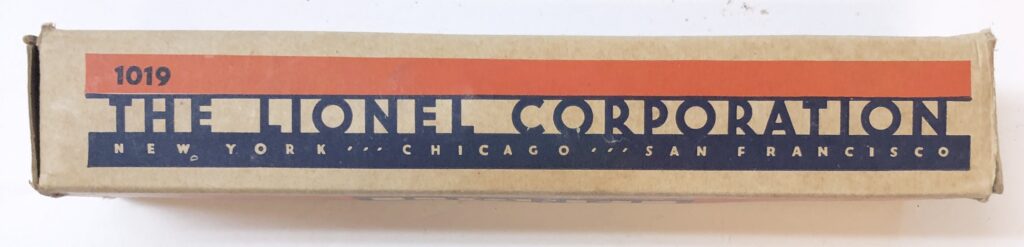 1019
THE LIONEL CORPORATION
NEW YORK ··· CHICAGO ··· SAN FRANCISCO